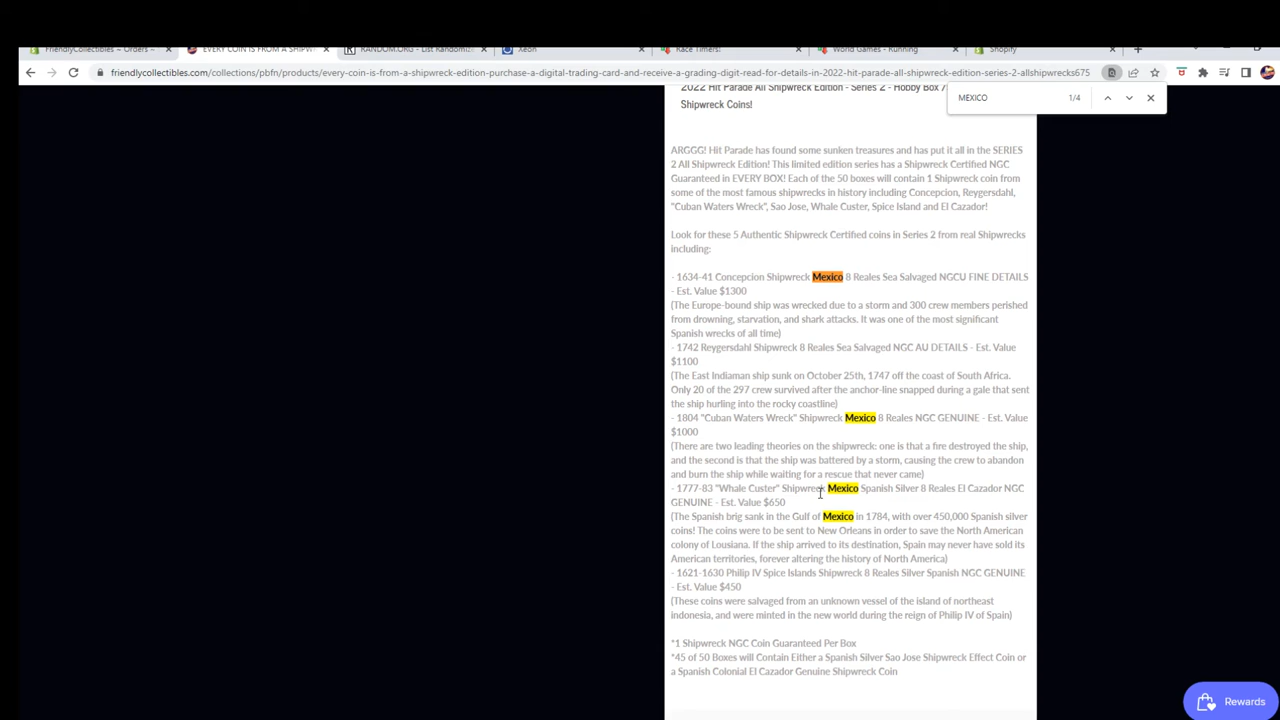 FriendlyCollectibles ~ Orders ~
EVERY COIN IS FROM A SHIPW
RANDOM.ORG - List Randomiz
Xeon
Race Timers!
World Games - Running
Shopify
friendlycollectibles.com/collections/pbfn/products/every-coin-is-from-a-shipwreck-edition-purchase-a-digital-trading-card-and-receive-a-grading-digit-read-for-details-in-2022-hit-parade-all-shipwreck-edition-series-2-allshipwrecks675
MEXICO 1/4
2022 Hit Parade All Shipwreck Edition - Series 2 - Hobby Box /
Shipwreck Coins!
ARGGG! Hit Parade has found some sunken treasures and has put it all in the SERIES
2 All Shipwreck Edition! This limited edition series has a Shipwreck Certified NGC
Guaranteed in EVERY BOX! Each of the 50 boxes will contain 1 Shipwreck coin from
some of the most famous shipwrecks in history including Concepcion, Reygersdahl,
"Cuban Waters Wreck", Sao Jose, Whale Custer, Spice Island and El Cazador!
Look for these 5 Authentic Shipwreck Certified coins in Series 2 from real Shipwrecks
including:
- 1634-41 Concepcion Shipwreck Mexico 8 Reales Sea Salvaged NGCU FINE DETAILS
- Est. Value $1300
(The Europe-bound ship was wrecked due to a storm and 300 crew members perished
from drowning, starvation, and shark attacks. It was one of the most significant
Spanish wrecks of all time)
- 1742 Reygersdahl Shipwreck 8 Reales Sea Salvaged NGC AU DETAILS - Est. Value
$1100
(The East Indiaman ship sunk on October 25th, 1747 off the coast of South Africa.
Only 20 of the 297 crew survived after the anchor-line snapped during a gale that sent
the ship hurling into the rocky coastline)
- 1804 "Cuban Waters Wreck" Shipwreck Mexico 8 Reales NGC GENUINE - Est. Value
$1000
(There are two leading theories on the shipwreck: one is that a fire destroyed the ship,
and the second is that the ship was battered by a storm, causing the crew to abandon
and burn the ship while waiting for a rescue that never came)
- 1777-83 "Whale Custer" Shipwreck Mexico Spanish Silver 8 Reales El Cazador NGC
GENUINE - Est. Value $650
(The Spanish brig sank in the Gulf of Mexico in 1784, with over 450,000 Spanish silver
coins! The coins were to be sent to New Orleans in order to save the North American
colony of Lousiana. If the ship arrived to its destination, Spain may never have sold its
American territories, forever altering the history of North America)
- 1621-1630 Philip IV Spice Islands Shipwreck 8 Reales Silver Spanish NGC GENUINE
- Est. Value $450
(These coins were salvaged from an unknown vessel of the island of northeast
indonesia, and were minted in the new world during the reign of Philip IV of Spain)
*1 Shipwreck NGC Coin Guaranteed Per Box
*45 of 50 Boxes will Contain Either a Spanish Silver Sao Jose Shipwreck Effect Coin or
a Spanish Colonial El Cazador Genuine Shipwreck Coin
Rewards